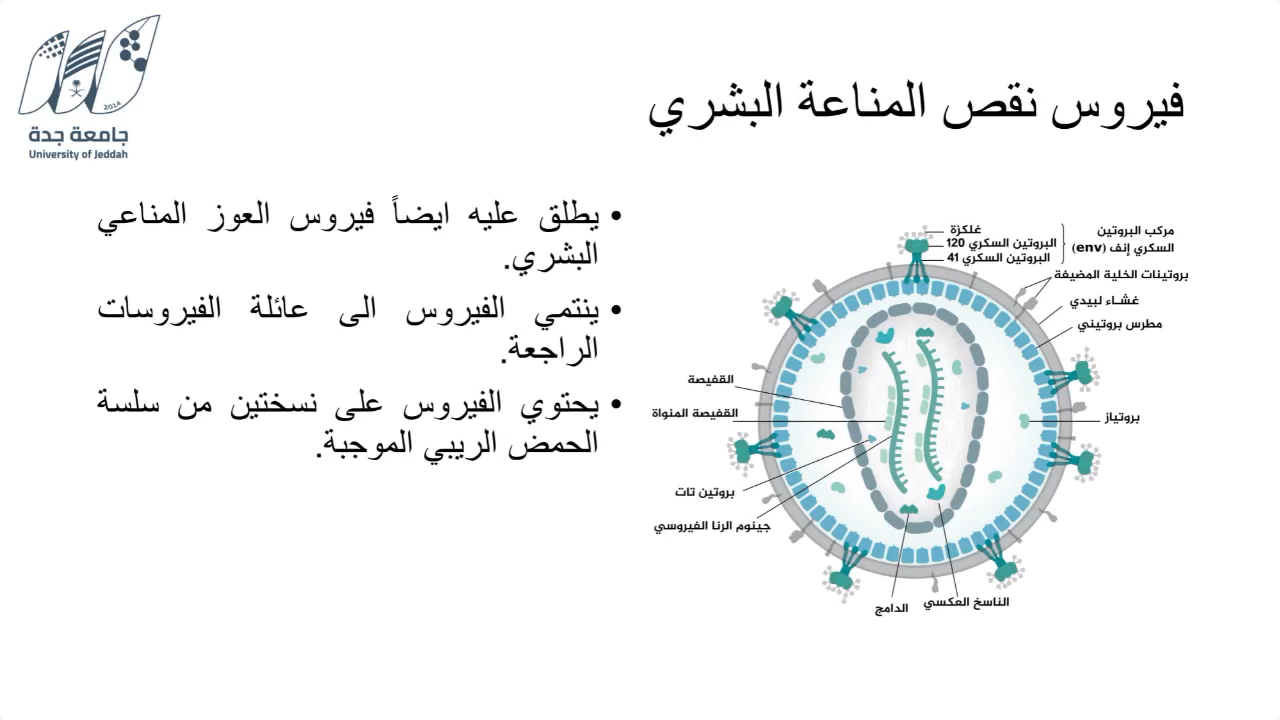 2014
جامعة جدة
University of Jeddah
فيروس نقص المناعة البشري
• يطلق عليه ايضاً فيروس العوز المناعي
البشري.
• ينتمي الفيروس الى عائلة الفيروسات
الراجعة.
• يحتوي الفيروس على نسختين من سلسة
الحمض الريبي الموجبة.
غلكزة
البروتين السكري 120
البروتين السكري 41
مركب البروتين
السكري إنف (env)
بروتينات الخلية المضيفة
غشاء لبيدي
مطرس بروتيني
القفيصة
القفيصة المنواة
بروتياز
بروتين تات
جينوم الرنا الفيروسي
الناسخ العكسي
الدامج